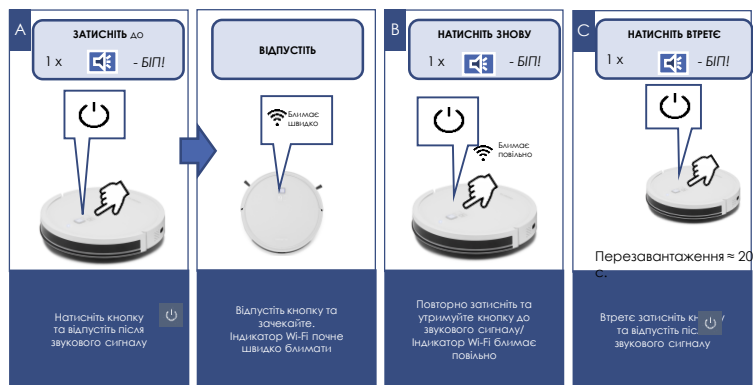 A
ЗАТИСНІТЬ ДО
1 x - БІП!
Натисніть кнопку
та відпустіть після
звукового сигналу
ВІДПУСТІТЬ
Блимає
швидко
Відпустіть кнопку та
зачекайте.
Індикатор Wi-Fi почне
швидко блимати
B
НАТИСНІТЬ ЗНОВУ
1 x - БІП!
Блимає
повільно
Повторно затисніть та
утримуйте кнопку до
звукового сигналу/
Індикатор Wi-Fi блимає
повільно
C
НАТИСНІТЬ ВТРЕТЄ
1 x - БІП!
Перезавантаження ≈ 20
с.
Втретє затисніть
та відпустіть
звукового сигналу